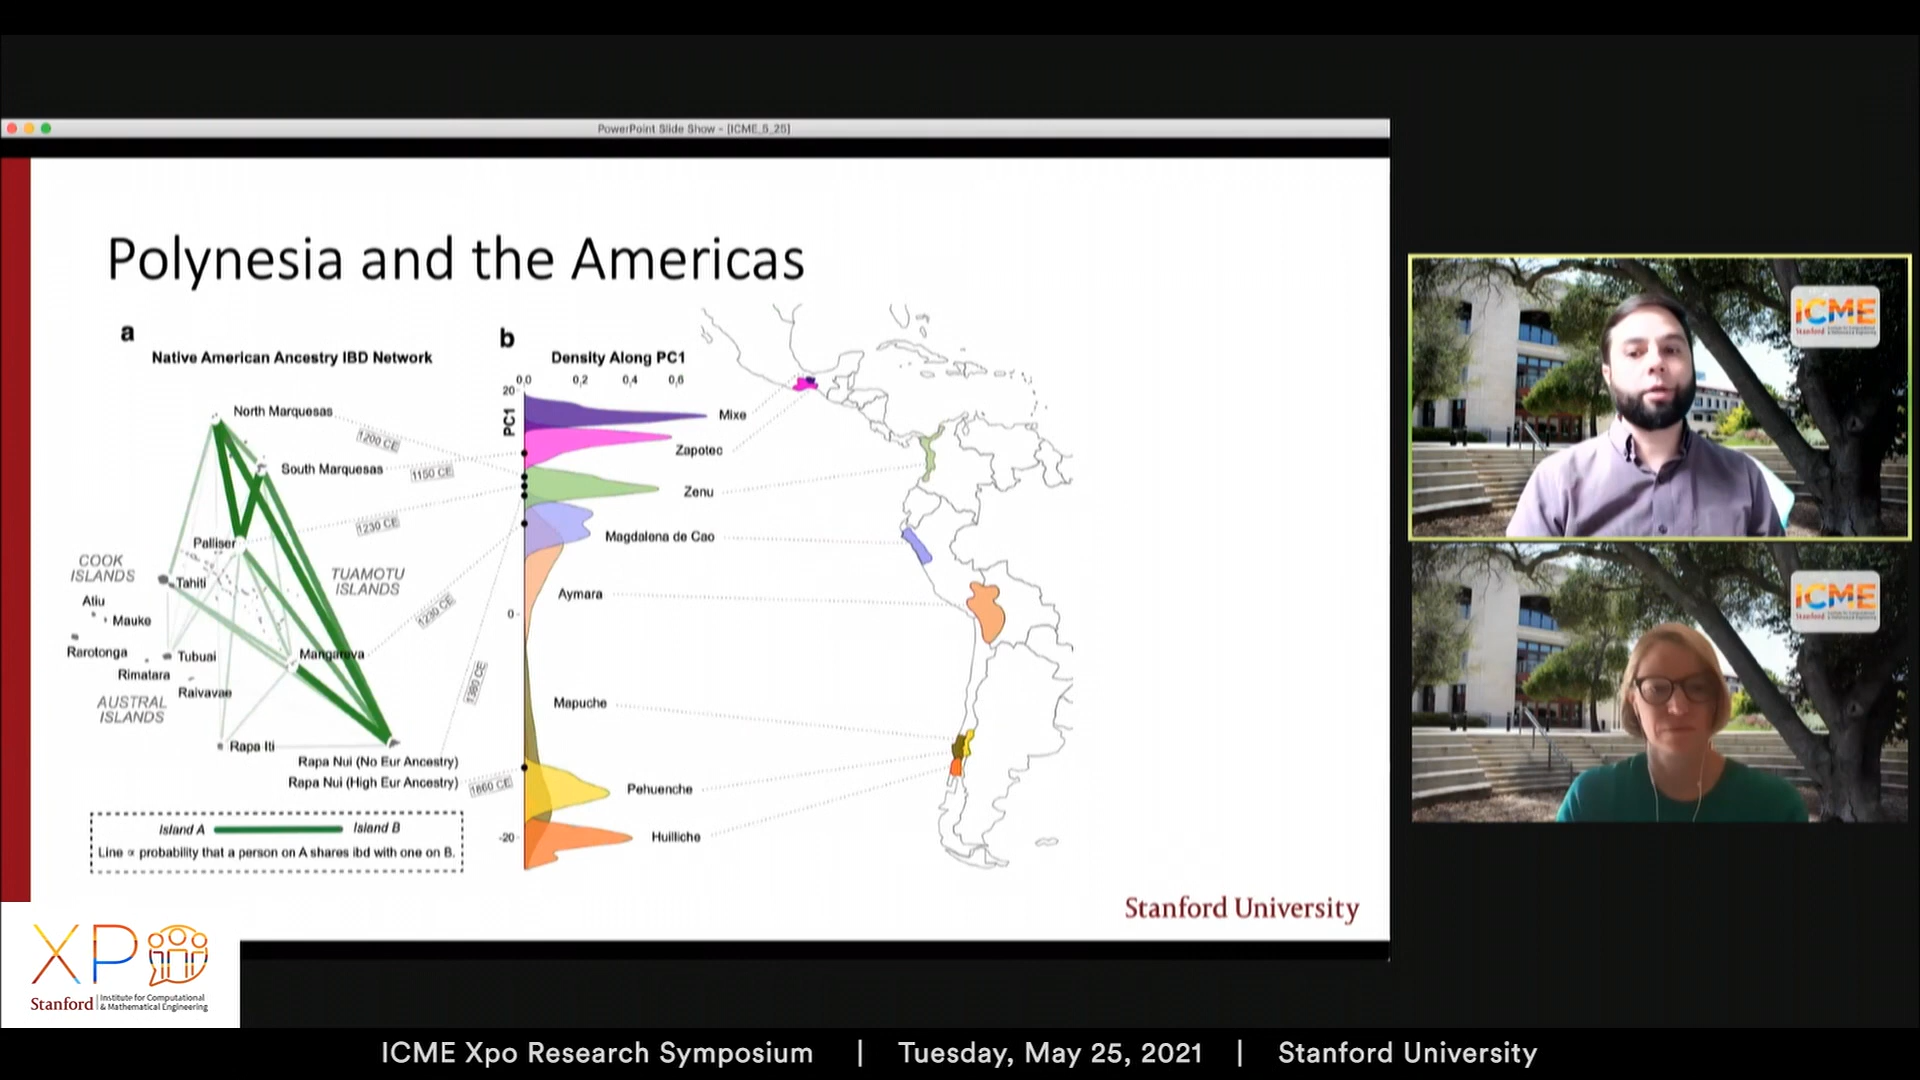 PowerPoint Slide Show - [ICME_5_25]
Polynesia and the Americas
a
Native American Ancestry IBD Network
North Marquesas
South Marquesas
1200 CE
1150 CE
1230 CE
Palliser
COOK
ISLANDS
Tahiti
TUAMOTU
ISLANDS
Atiu
Mauke
Rarotonga
Tubuai
Mangareva
1230 CE
Rimatara
Raivavae
AUSTRAL
ISLANDS
1380 CE
Rapa Iti
Rapa Nui (No Eur Ancestry)
Rapa Nui (High Eur Ancestry)
1860 CE
Island A
Island B
Line ∝ probability that a person on A shares ibd with one on B.
b
Density Along PC1
0.0
0.2
0.4
0.6
20
PC1
0
-20
Mixe
Zapotec
Zenu
Magdalena de Cao
Aymara
Mapuche
Pehuenche
Huilliche
Stanford University
ICME
Stanford
ICME
Stanford
XPO
Stanford
Institute for Computational
& Mathematical Engineering
ICME Xpo Research Symposium | Tuesday, May 25, 2021 | Stanford University